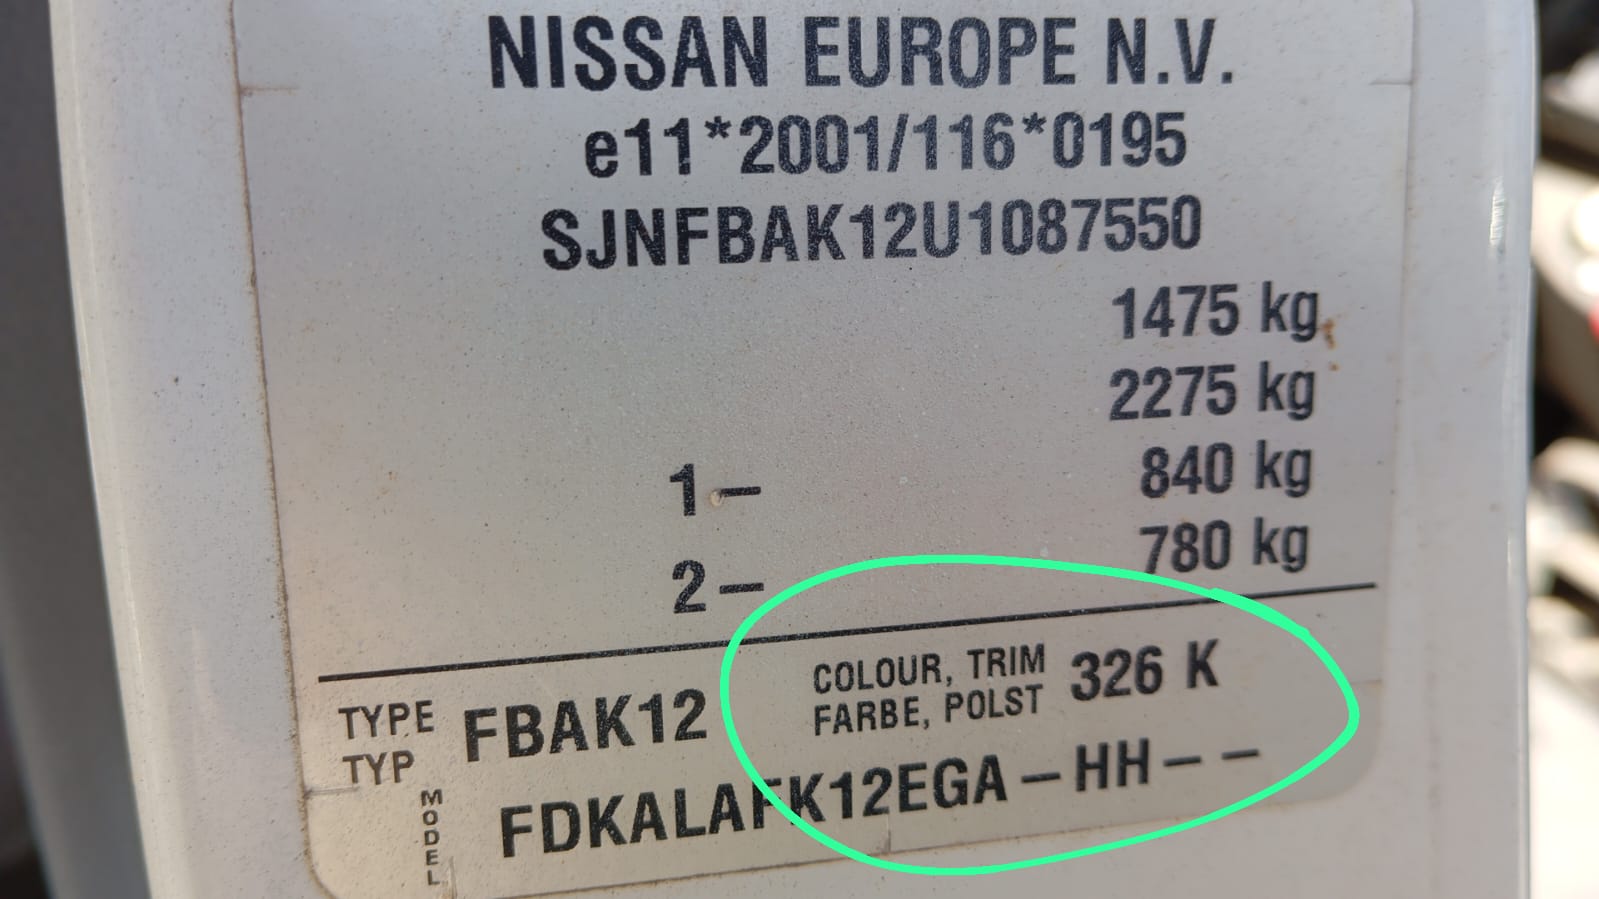 NISSAN EUROPE N.V.
e11*2001/116*0195
SJNFBAK12U1087550
1475 kg
2275 kg
1– 840 kg
2– 780 kg
TYPE
TYP
FBAK12
COLOUR, TRIM
FARBE, POLST
326 K
MODEL
FDKALAFK12EGA–HH––